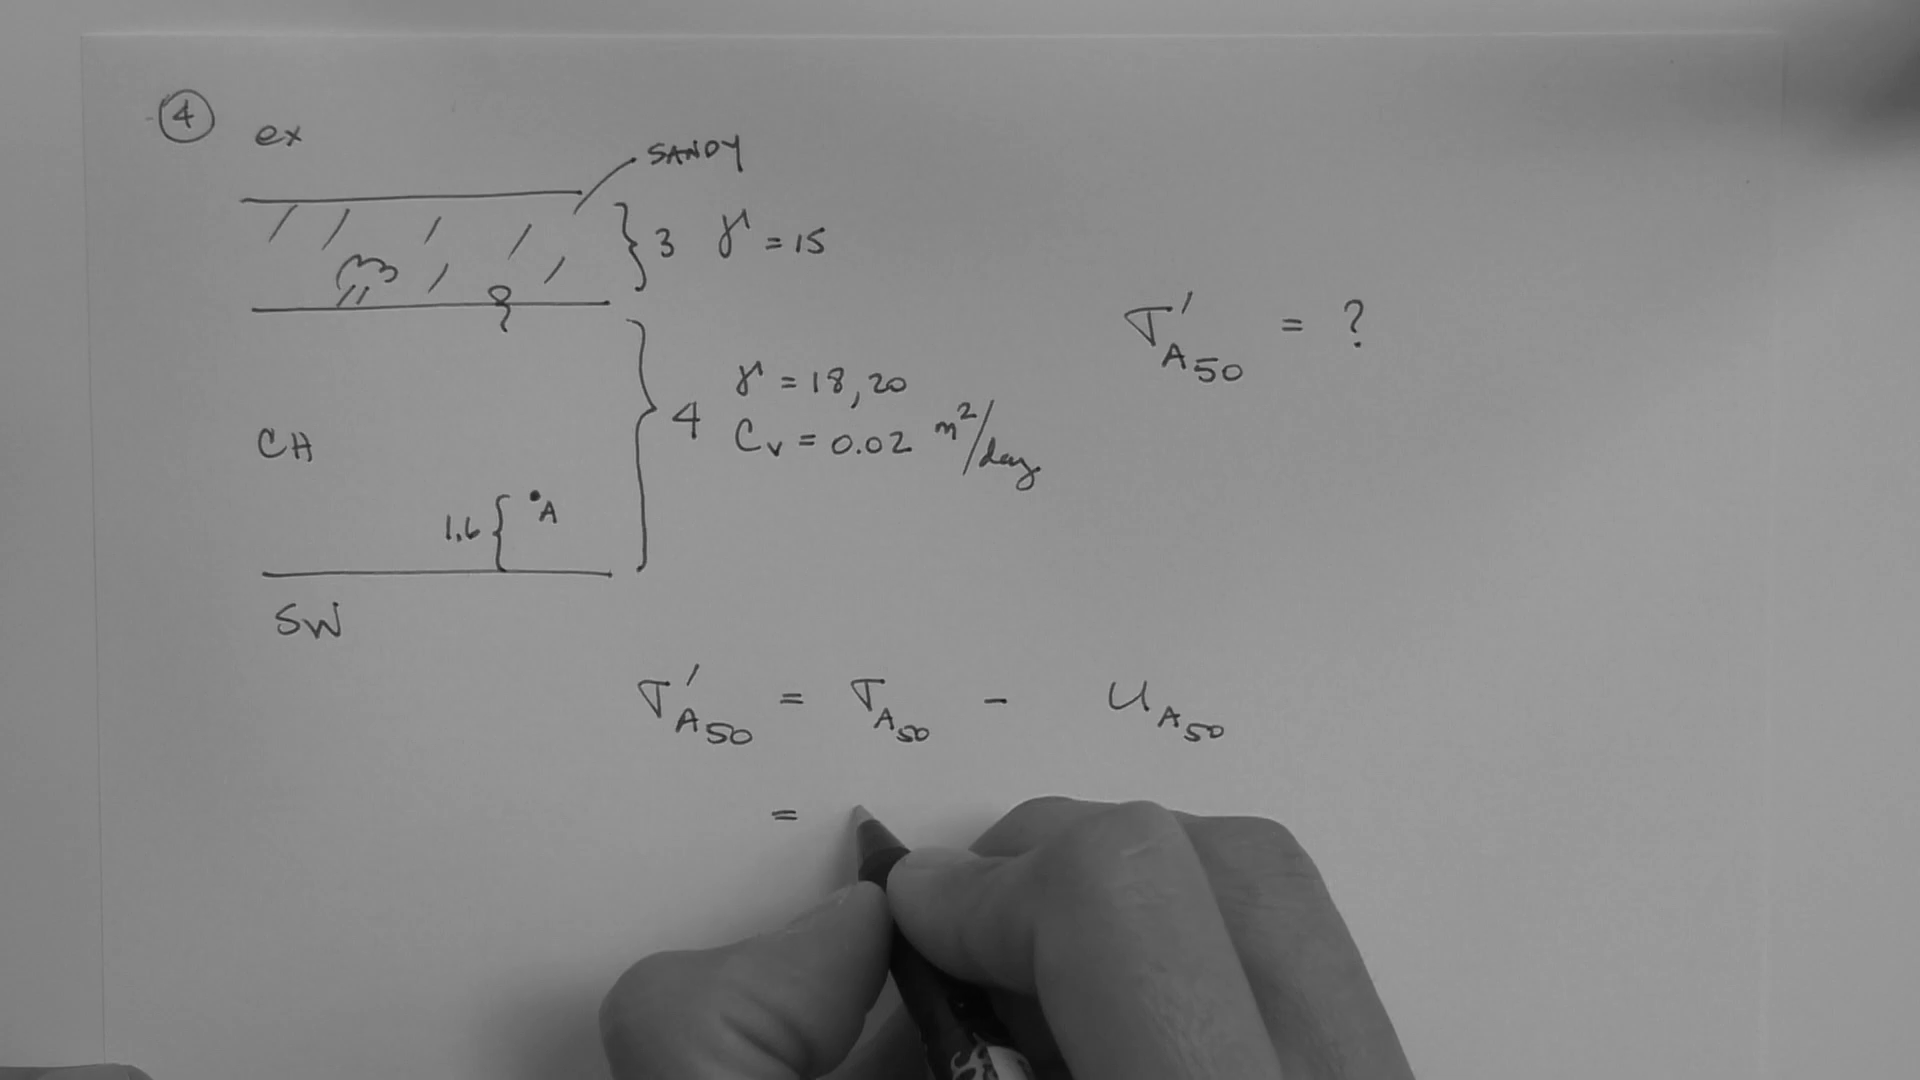 ④ ex
SANDY
3 γ = 15
σ'A50 = ?
γ = 18, 20
4
Cv = 0.02 m²/day
CH
1.6 A
SW
σ'A50 = σA50 - uA50
=